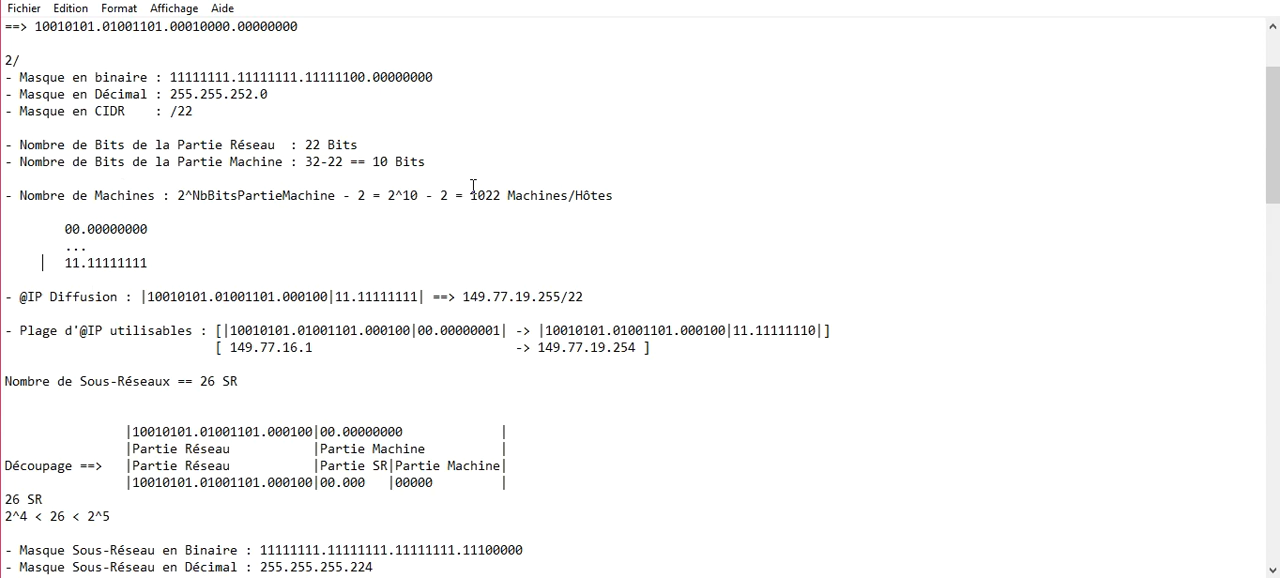 Fichier Edition Format Affichage Aide
==> 10010101.01001101.00010000.00000000
2/
- Masque en binaire : 11111111.11111111.11111100.00000000
- Masque en Décimal : 255.255.252.0
- Masque en CIDR    : /22
- Nombre de Bits de la Partie Réseau  : 22 Bits
- Nombre de Bits de la Partie Machine : 32-22 == 10 Bits
- Nombre de Machines : 2^NbBitsPartieMachine - 2 = 2^10 - 2 = 1022 Machines/Hôtes
00.00000000
...
11.11111111
- @IP Diffusion : |10010101.01001101.000100|11.11111111| ==> 149.77.19.255/22
- Plage d'@IP utilisables : [|10010101.01001101.000100|00.00000001| -> |10010101.01001101.000100|11.11111110|]
[ 149.77.16.1 -> 149.77.19.254 ]
Nombre de Sous-Réseaux == 26 SR
|10010101.01001101.000100|00.00000000 |
|Partie Réseau |Partie Machine |
Découpage ==> |Partie Réseau |Partie SR|Partie Machine|
|10010101.01001101.000100|00.000 |00000 |
26 SR
2^4 < 26 < 2^5
- Masque Sous-Réseau en Binaire : 11111111.11111111.11111111.11100000
- Masque Sous-Réseau en Décimal : 255.255.255.224